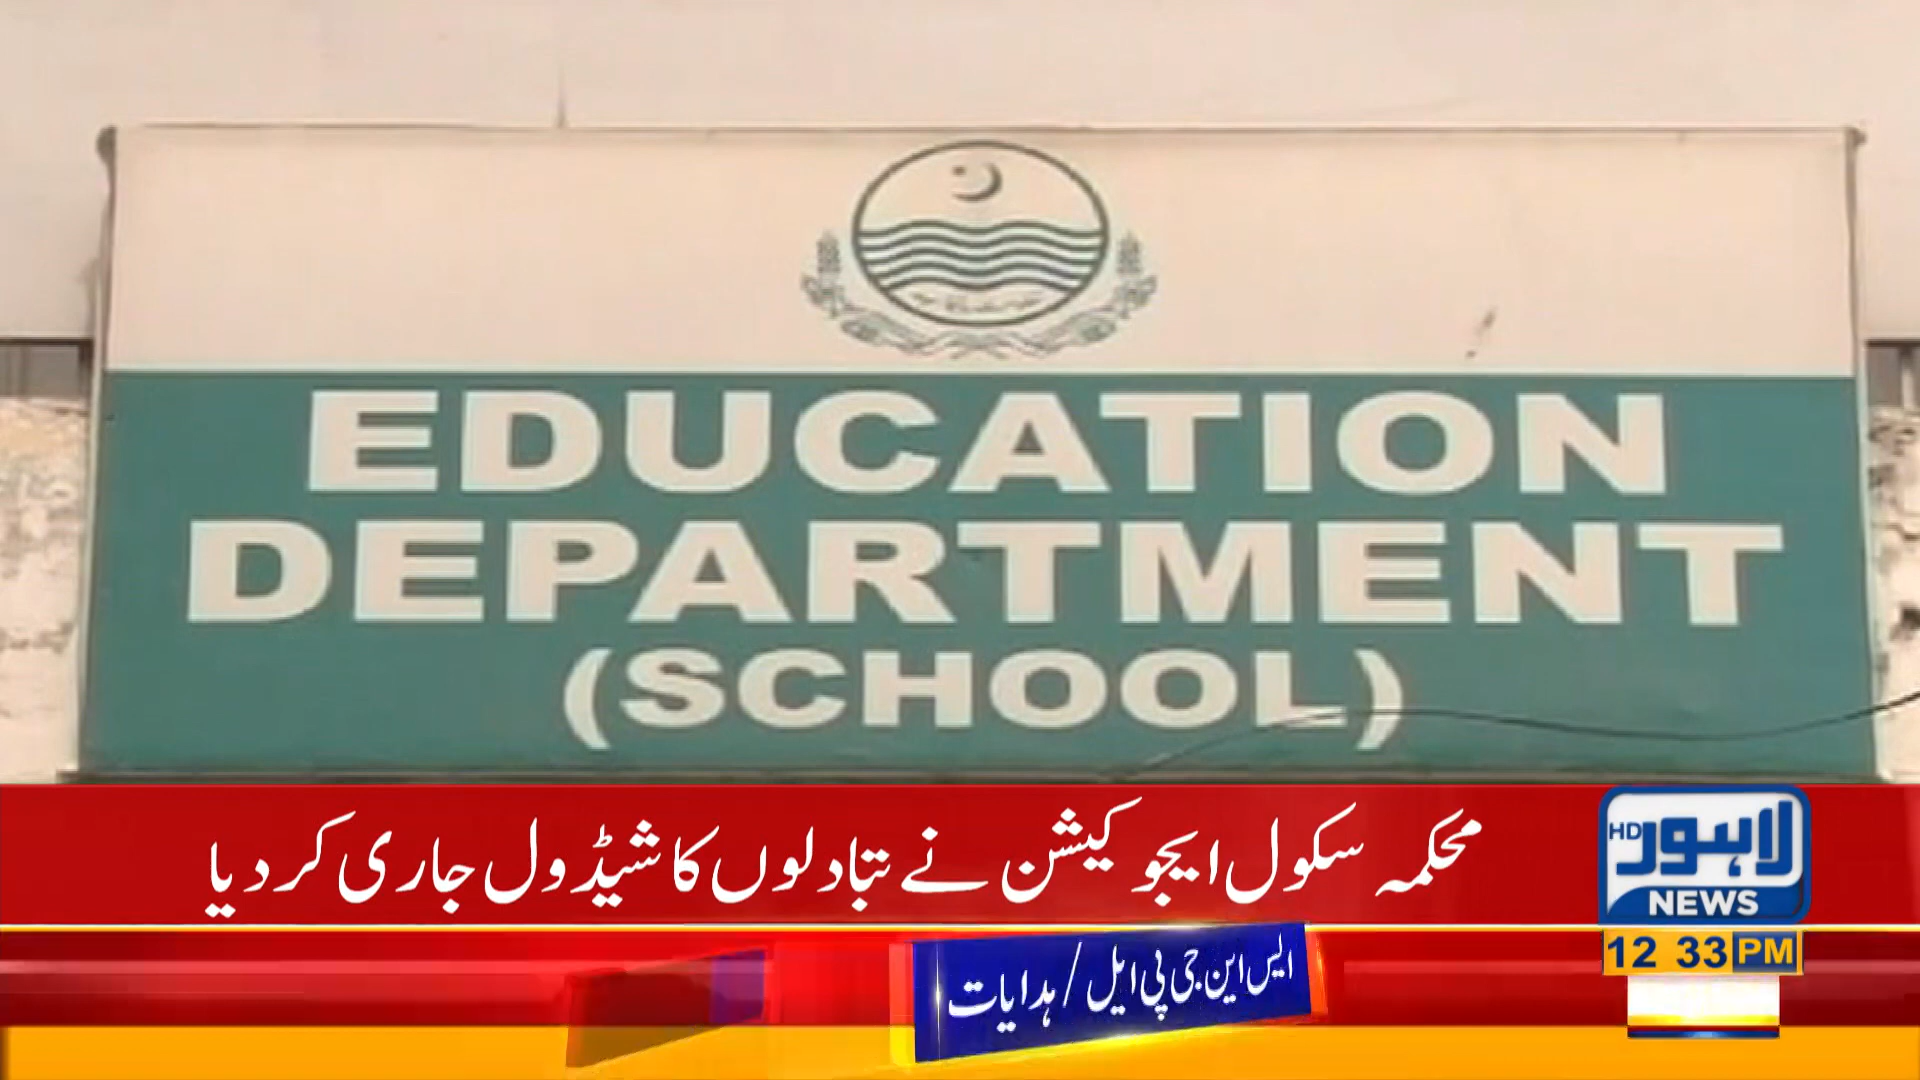 EDUCATION
DEPARTMENT
(SCHOOL)
محکمہ سکول ایجوکیشن نے تبادلوں کا شیڈول جاری کر دیا
HD لاہور
NEWS
12 33 PM
ایس این جی پی ایل / ہدایات